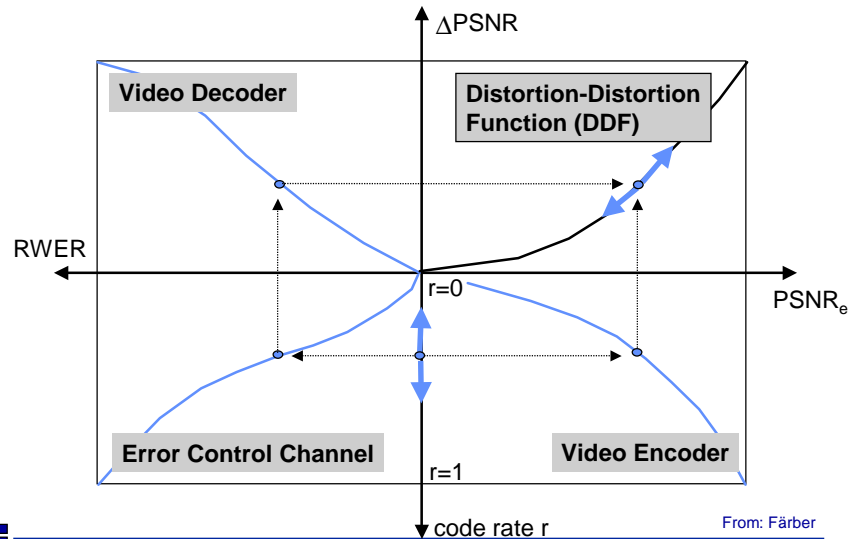 ΔPSNR
Video Decoder
Distortion-Distortion
Function (DDF)
RWER
r=0
PSNRₑ
Error Control Channel
Video Encoder
r=1
code rate r
From: Färber